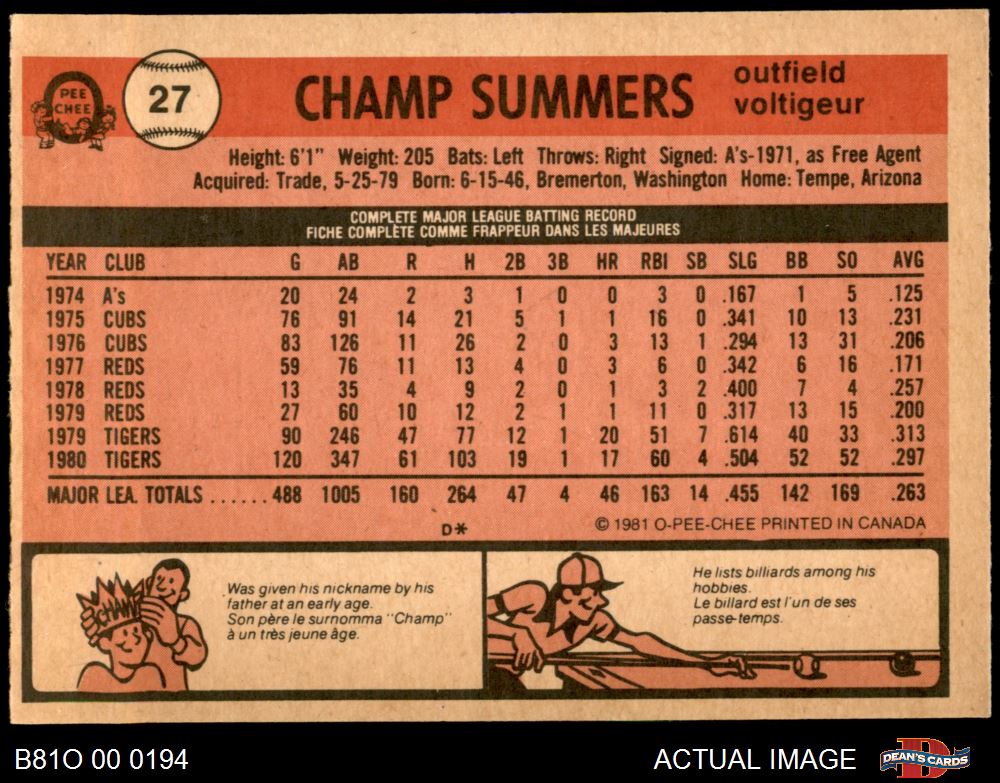 PEE
CHEE
27
CHAMP SUMMERS
outfield
voltigeur
Height: 6'1" Weight: 205 Bats: Left Throws: Right Signed: A's-1971, as Free Agent
Acquired: Trade, 5-25-79 Born: 6-15-46, Bremerton, Washington Home: Tempe, Arizona
COMPLETE MAJOR LEAGUE BATTING RECORD
FICHE COMPLÈTE COMME FRAPPEUR DANS LES MAJEURES
YEAR CLUB G AB R H 2B 3B HR RBI SB SLG BB SO AVG
1974 A's 20 24 2 3 1 0 0 3 0 .167 1 5 .125
1975 CUBS 76 91 14 21 5 1 1 16 0 .341 10 13 .231
1976 CUBS 83 126 11 26 2 0 3 13 1 .294 13 31 .206
1977 REDS 59 76 11 13 4 0 3 6 0 .342 6 16 .171
1978 REDS 13 35 4 9 2 0 1 3 2 .400 7 4 .257
1979 REDS 27 60 10 12 2 1 1 11 0 .317 13 15 .200
1979 TIGERS 90 246 47 77 12 1 20 51 7 .614 40 33 .313
1980 TIGERS 120 347 61 103 19 1 17 60 4 .504 52 52 .297
MAJOR LEA. TOTALS ...... 488 1005 160 264 47 4 46 163 14 .455 142 169 .263
D* © 1981 O-PEE-CHEE PRINTED IN CANADA
CHAMP
Was given his nickname by his
father at an early age.
Son père le surnomma "Champ"
à un très jeune âge.
He lists billiards among his
hobbies.
Le billard est l'un de ses
passe-temps.
B81O 00 0194
ACTUAL IMAGE
D
DEAN'S CARDS